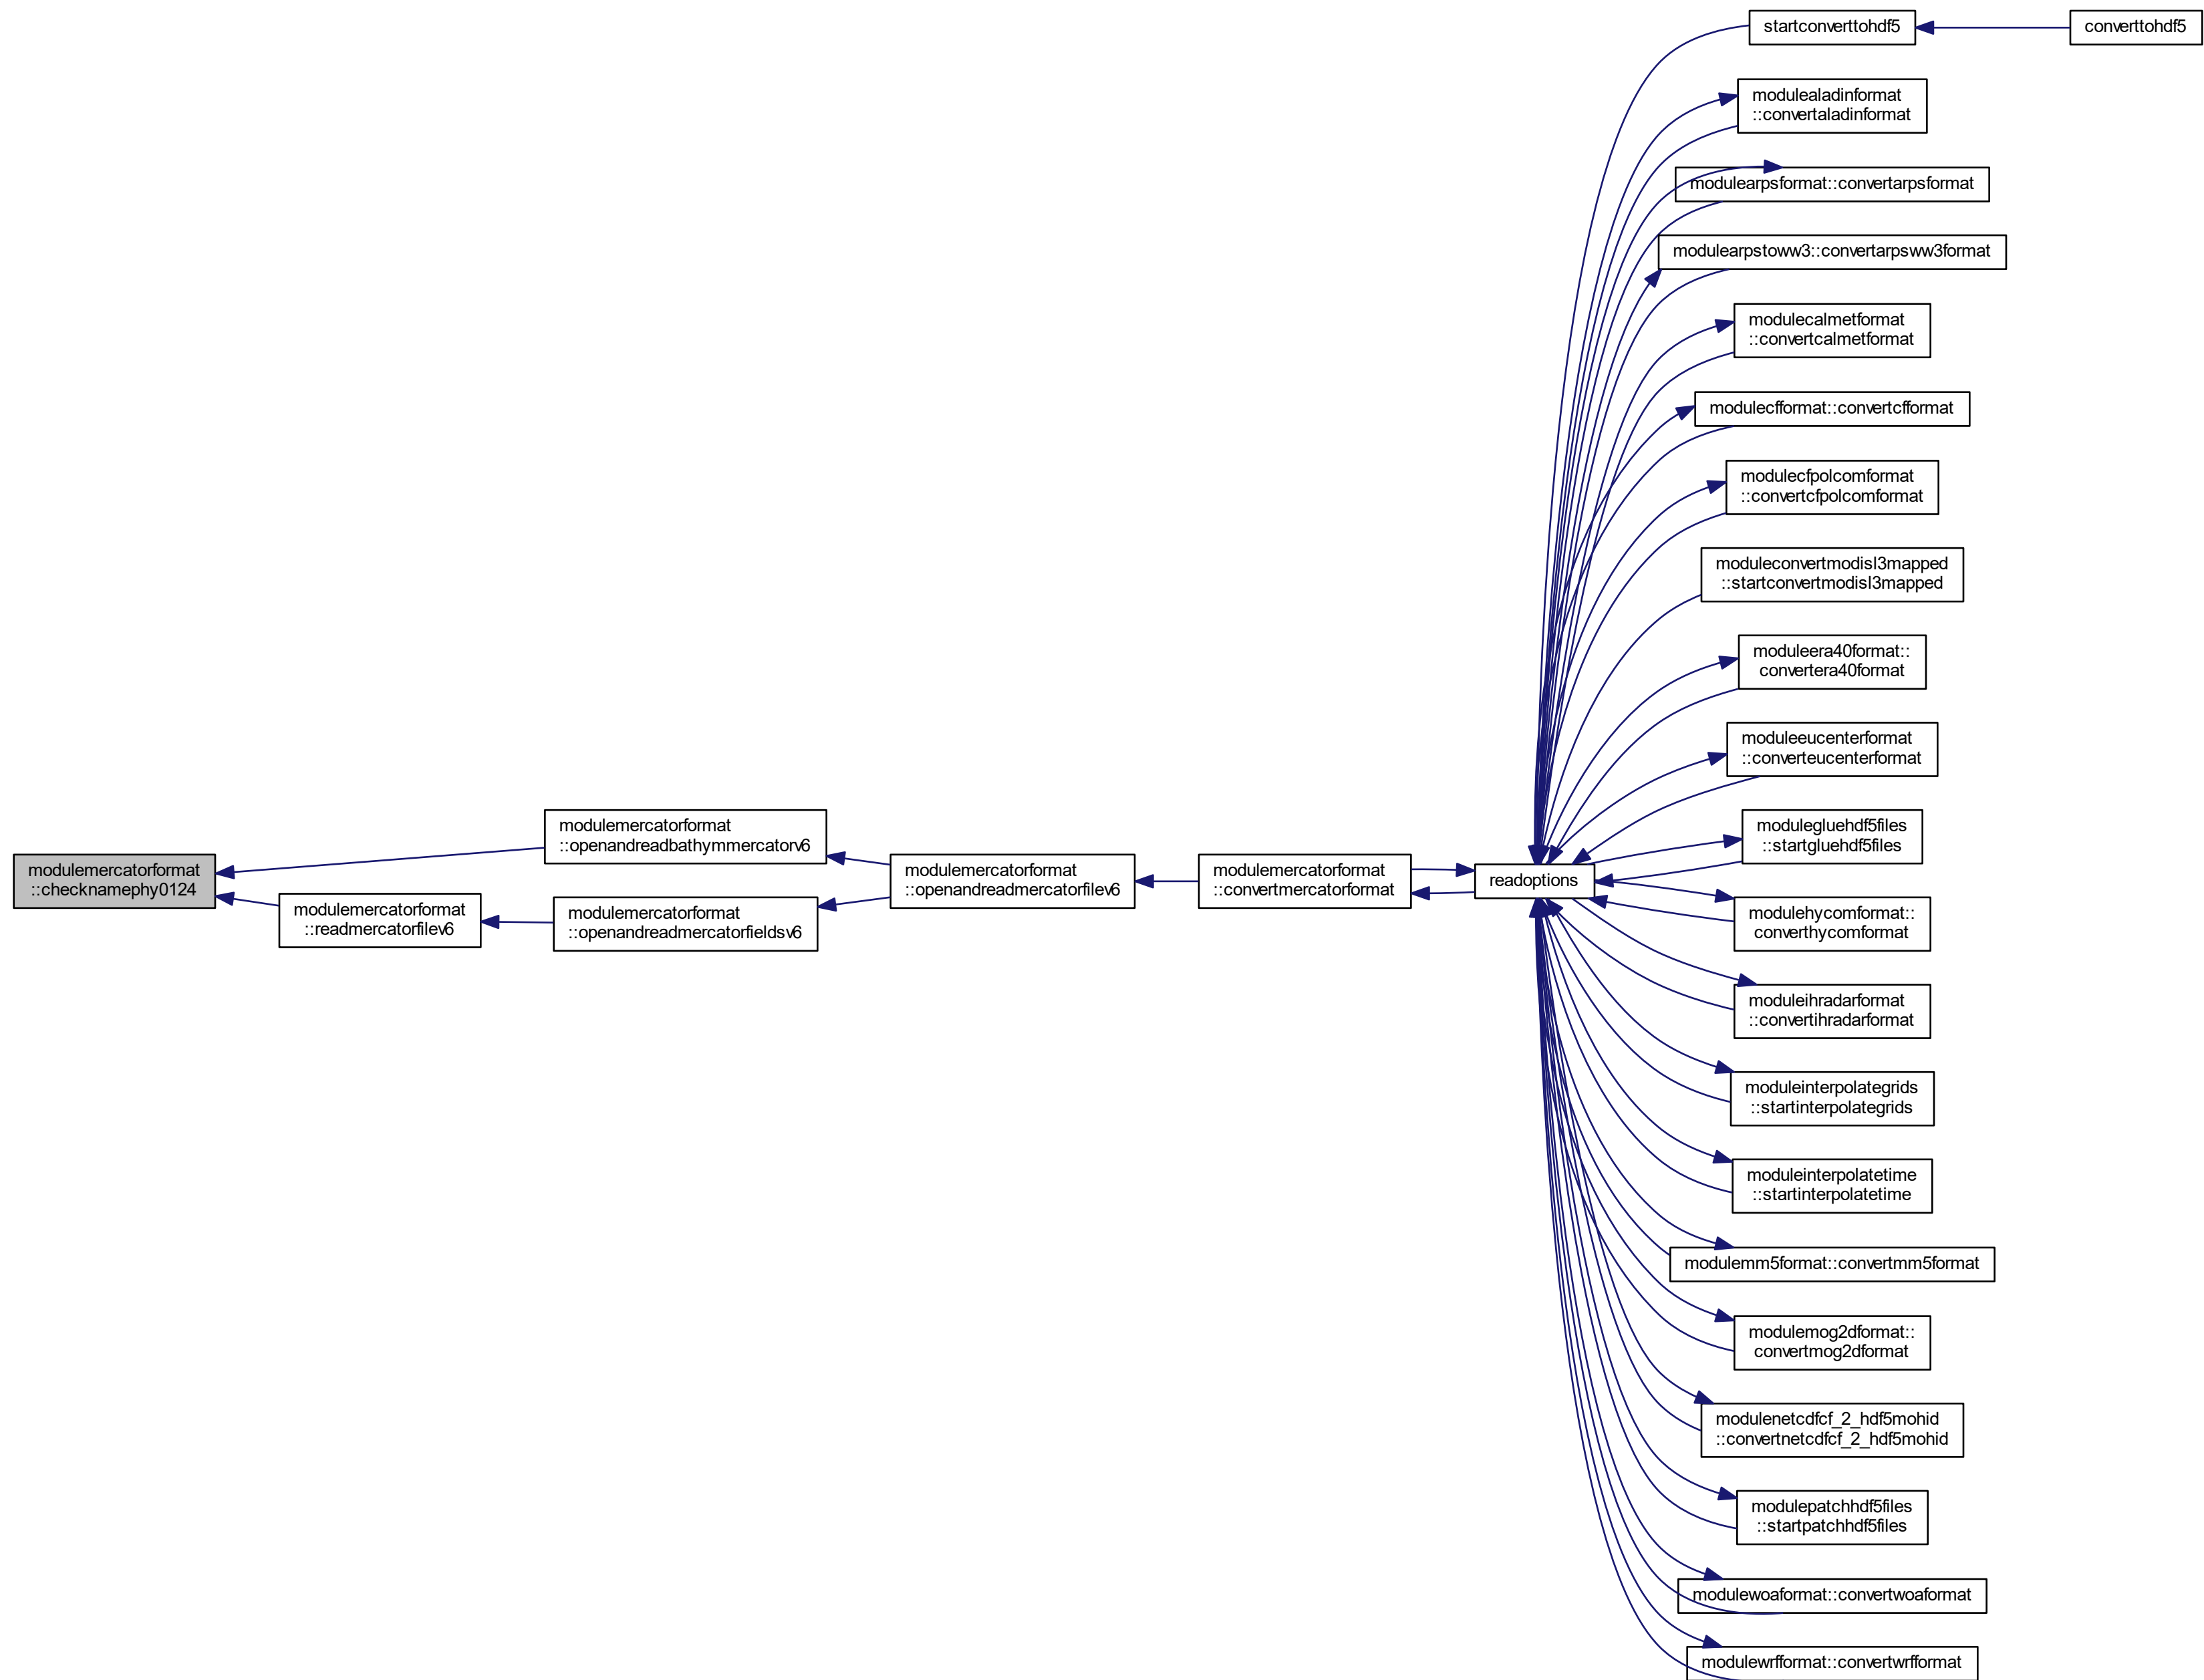 startconverttohdf5
converttohdf5
modulealadinformat
::convertaladinformat
modulearpsformat::convertarpsformat
modulearpstoww3::convertarpsww3format
modulecalmetformat
::convertcalmetformat
modulecfformat::convertcfformat
modulecfpolcomformat
::convertcfpolcomformat
moduleconvertmodisl3mapped
::startconvertmodisl3mapped
moduleera40format::
convertera40format
moduleeucenterformat
::converteucenterformat
modulegluehdf5files
::startgluehdf5files
modulemercatorformat
::checknamephy0124
modulemercatorformat
::openandreadbathymmercatorv6
modulemercatorformat
::readmercatorfilev6
modulemercatorformat
::openandreadmercatorfieldsv6
modulemercatorformat
::openandreadmercatorfilev6
modulemercatorformat
::convertmercatorformat
readoptions
modulehycomformat::
converthycomformat
moduleihradarformat
::convertihradarformat
moduleinterpolategrids
::startinterpolategrids
moduleinterpolatetime
::startinterpolatetime
modulemm5format::convertmm5format
modulemog2dformat::
convertmog2dformat
modulenetcdfcf_2_hdf5mohid
::convertnetcdfcf_2_hdf5mohid
modulepatchhdf5files
::startpatchhdf5files
modulewoaformat::convertwoaformat
modulewrfformat::convertwrfformat